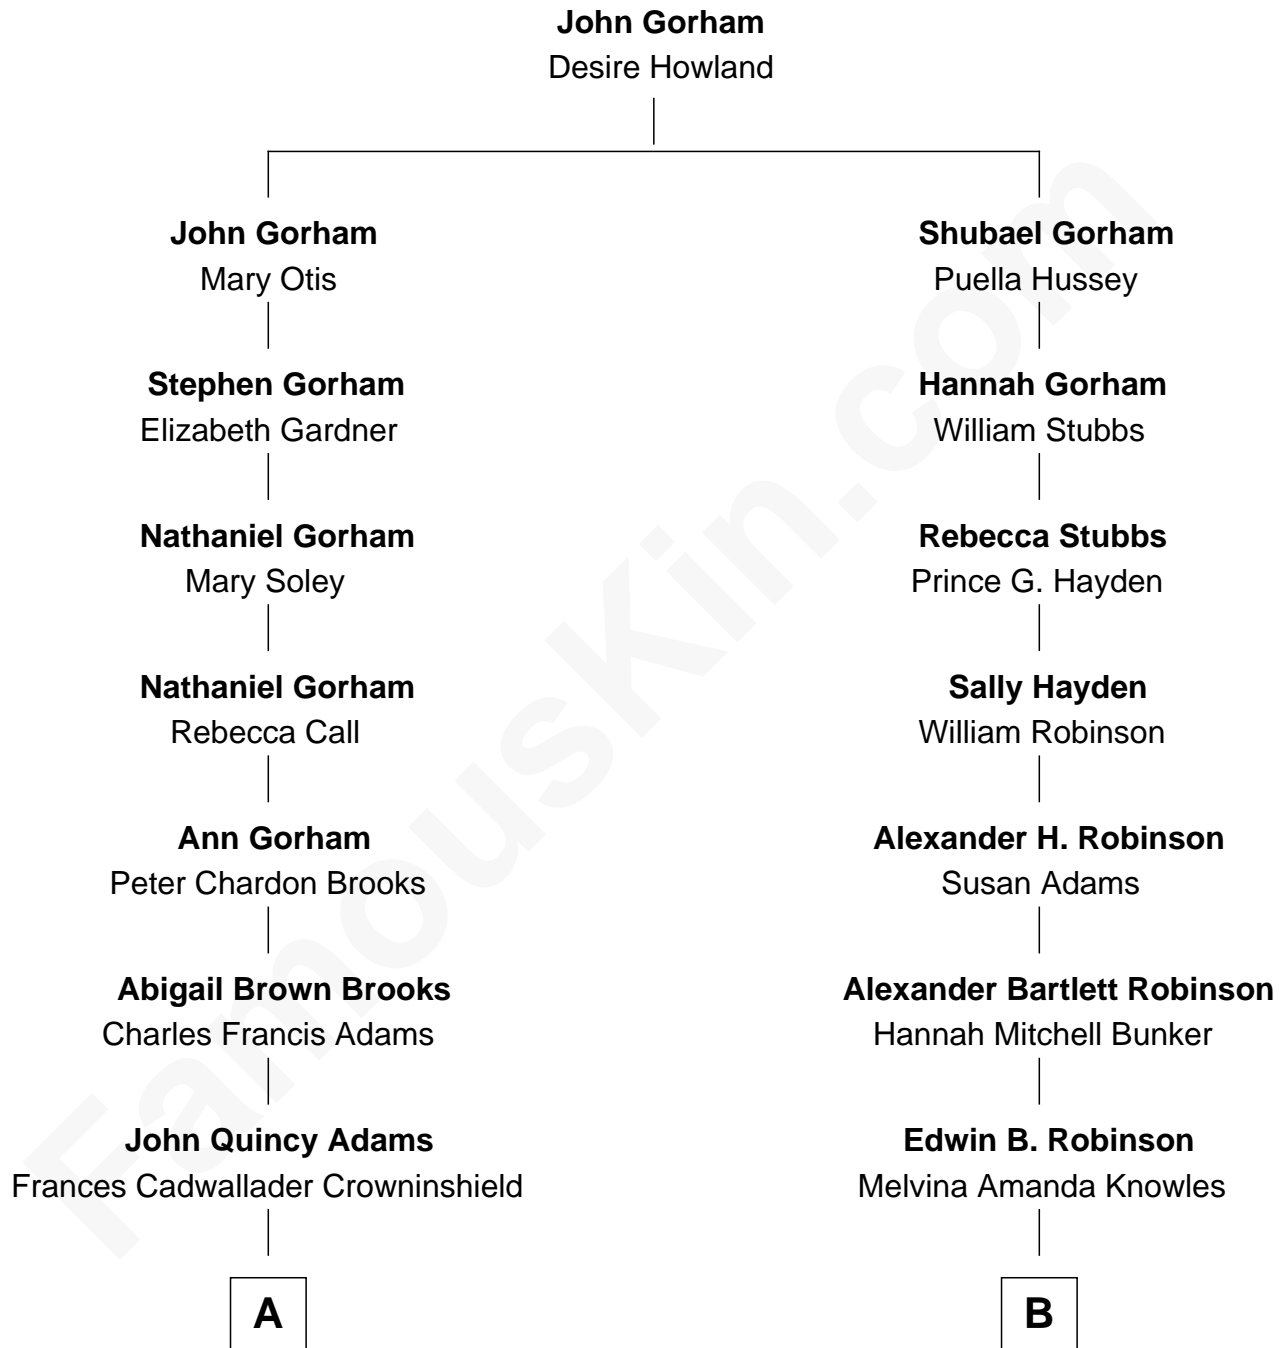 John Gorham
Desire Howland
John Gorham
Mary Otis
Shubael Gorham
Puella Hussey
Stephen Gorham
Elizabeth Gardner
Hannah Gorham
William Stubbs
Nathaniel Gorham
Mary Soley
Rebecca Stubbs
Prince G. Hayden
Nathaniel Gorham
Rebecca Call
Sally Hayden
William Robinson
Ann Gorham
Peter Chardon Brooks
Alexander H. Robinson
Susan Adams
Abigail Brown Brooks
Charles Francis Adams
Alexander Bartlett Robinson
Hannah Mitchell Bunker
John Quincy Adams
Frances Cadwallader Crowninshield
Edwin B. Robinson
Melvina Amanda Knowles
A
B
FamousKin.com